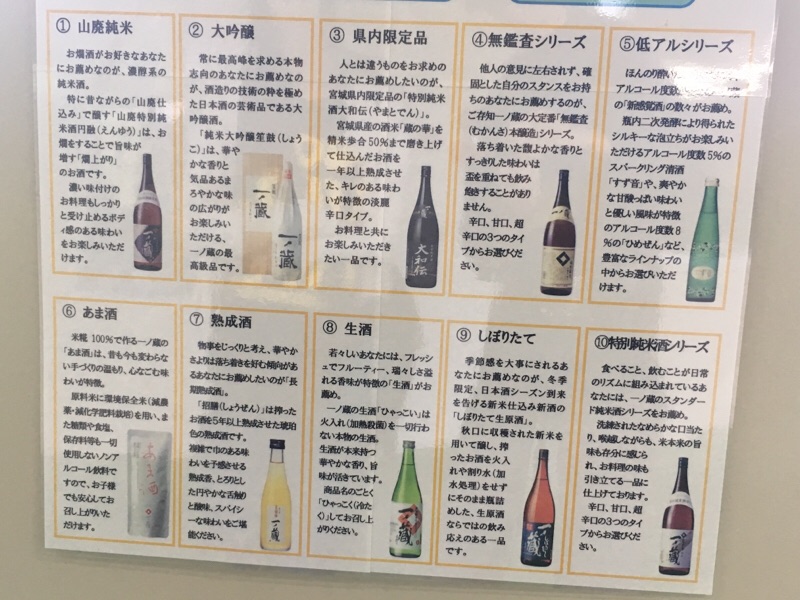 ① 山廃純米
お燗酒がお好きなあなた
にお薦めなのが、濃醇系の
純米酒。
特に昔ながらの「山廃仕
込み」で醸す「山廃特別純
米酒円融(えんゆう)」は、お
燗をすることで旨味が
増す「燗上がり」
のお酒です。
濃い味付けの
お料理もしっかり
と受け止めるボデ
ィ感のある味わい
をお楽しみいただ
けます。
② 大吟醸
常に最高峰を求める本物
志向のあなたにお薦めなの
が、酒造りの技術の粋を極め
た日本酒の芸術品である大
吟醸酒。
「純米大吟醸笙鼓(しょう
こ)」は、華や
かな香りと
気品あるま
ろやかな味
の広がりが
お楽しみい
ただける、
一ノ蔵の最
高級品です。
③ 県内限定品
人とは違うものをお求め
のあなたにお薦めしたいのが、
宮城県内限定品の「特別純米
酒大和伝(やまとでん)」。
宮城県産の酒米「蔵の華」を
精米歩合50%まで磨き上げ
て仕込んだお酒を
一年以上熟成させ
た、キレのある味わ
いが特徴の淡麗
辛口タイプ。
お料理と共に
お楽しみいただき
たい一品です。
④無鑑査シリーズ
他人の意見に左右されず、確
固とした自分のスタンスをお持
ちのあなたにお薦めするのが、
ご存知一ノ蔵の大定番「無鑑査
(むかんさ)本醸造」シリーズ。
落ち着いた馥よかな香りと
すっきりした味わいは
盃を重ねても飲み
飽きすることがあり
ません。
辛口、甘口、超
辛口の3つのタイ
プからお選びくだ
さい。
⑤低アルシリーズ
ほんのり酔い
アルコール度数
の「新感覚酒」の数々がお薦め。
瓶内二次発酵により得られた
シルキーな泡立ちがお楽しみい
ただけるアルコール度数5%の
スパークリング清酒
「すず音」や、爽やか
な甘酸っぱい味わい
と優しい風味が特徴
のアルコール度数8
%の「ひめぜん」など、
豊富なラインナップの
中からお選びいただ
けます。
⑥ あま酒
米糀100%で作る一ノ蔵の
「あま酒」は、昔も今も変わらな
い手づくりの温もり、心なごむ味
わいが特徴。
原料米に環境保全米(減農
薬・減化学肥料栽培)を用い、ま
た糖類や食塩、
保存料等も一切
使用しないノンア
ルコール飲料で
すので、お子様
でも安心してお
召し上がりいた
だけます。
⑦ 熟成酒
物事をじっくりと考え、華やか
さよりは落ち着きを好む傾向が
あるあなたにお薦めしたいのが「長
期熟成酒」。
「招膳(しょうぜん)」は搾った
お酒を5年以上熟成させた琥珀
色の熟成酒です。
複雑で巾のある味
わいを予感させる
熟成香、とろりとし
た円やかな舌触り
と酸味、スパイシ
ーな味わいをご堪
能ください。
⑧ 生酒
若々しいあなたには、フレッシ
ュでフルーティー、瑞々しさ溢
れる香味が特徴の「生酒」がお
薦め。
一ノ蔵の生酒「ひゃっこい」は
火入れ(加熱殺菌)を一切行わ
ない本物の生酒。
生酒が本来持つ
華やかな香り、旨
味が活きています。
商品名のごとく
「ひゃっこく(冷た
く)」してお召し上
がりください。
⑨ しぼりたて
季節感を大事にされるあ
なたにお薦めなのが、冬季
限定、日本酒シーズン到来
を告げる新米仕込み新酒の
「しぼりたて生原酒」。
秋口に収穫された新米を
用いて醸し、搾
ったお酒を火入
れや割り水(加
水処理)をせず
にそのまま瓶詰
めした、生原酒
ならではの飲み
応えのある一品
です。
⑩特別純米酒シリーズ
食べること、飲むことが日常
のリズムに組み込まれているあ
なたには、一ノ蔵のスタンダー
ド純米酒シリーズをお薦め。
洗練されたなめらかな口当た
り、喉越しながらも、米本来の旨
味も存分に感じら
れ、お料理の味も
引き立てる一品に
仕上げております。
辛口、甘口、超
辛口の3つのタイ
プからお選びくだ
さい。
一ノ蔵
一ノ蔵
大和伝
あま酒
一ノ蔵
一ノ蔵
一ノ蔵